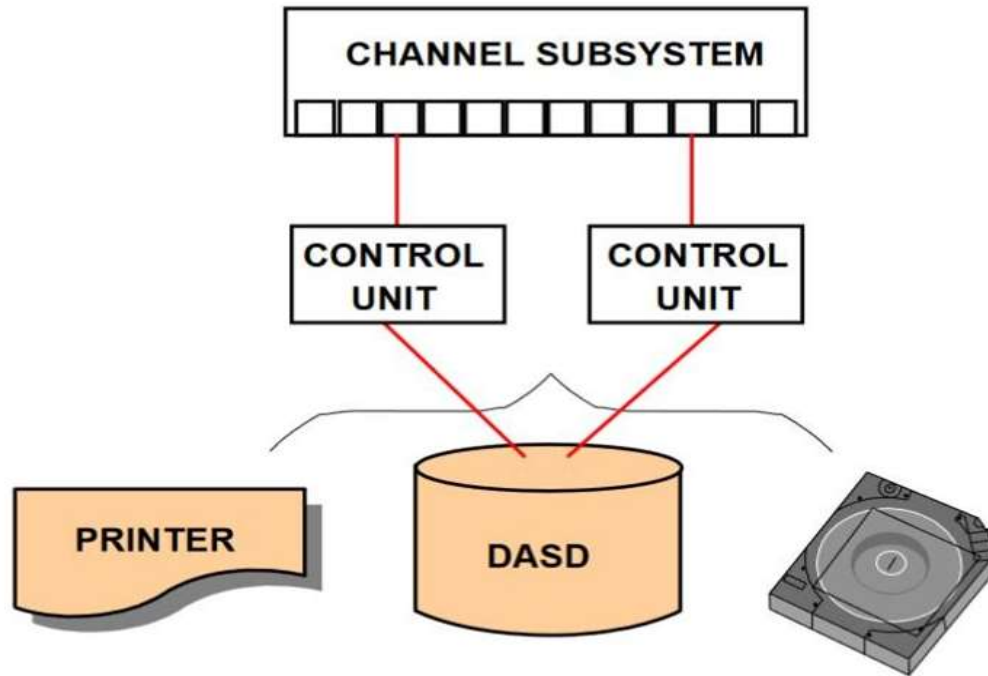 CHANNEL SUBSYSTEM
CONTROL
UNIT
CONTROL
UNIT
PRINTER
DASD